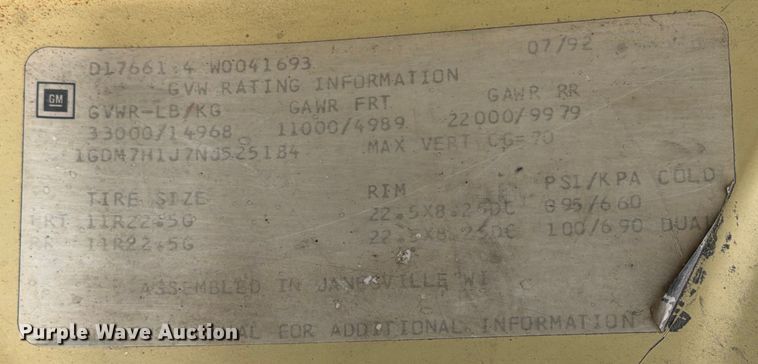 07/92
D17661 4 W0041693
GVW RATING INFORMATION
GM
GVWR-LB/KG GAWR FRT GAWR RR
33000/14968 11000/4989 22000/9979
1GDM7H1J7NJ525184 MAX VERT CG=70
TIRE SIZE RIM PSI/KPA COLD
FRT 11R22.5G 22.5X8.25DC 095/660
RR 11R22.5G 22.5X8.25DC 100/690 DUAL
ASSEMBLED IN JANESVILLE WI
FOR ADDITIONAL INFORMATION
Purple Wave Auction